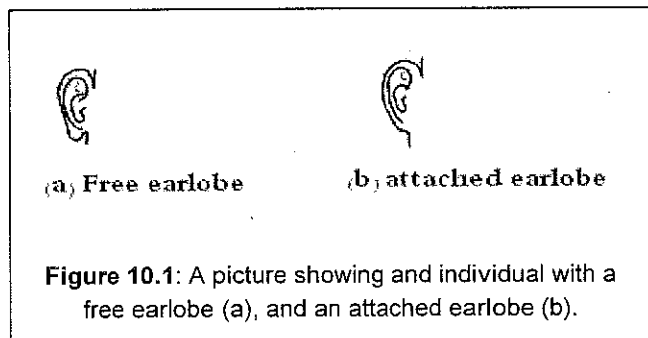 (a) Free earlobe
(b) attached earlobe
Figure 10.1: A picture showing and individual with a
free earlobe (a), and an attached earlobe (b).